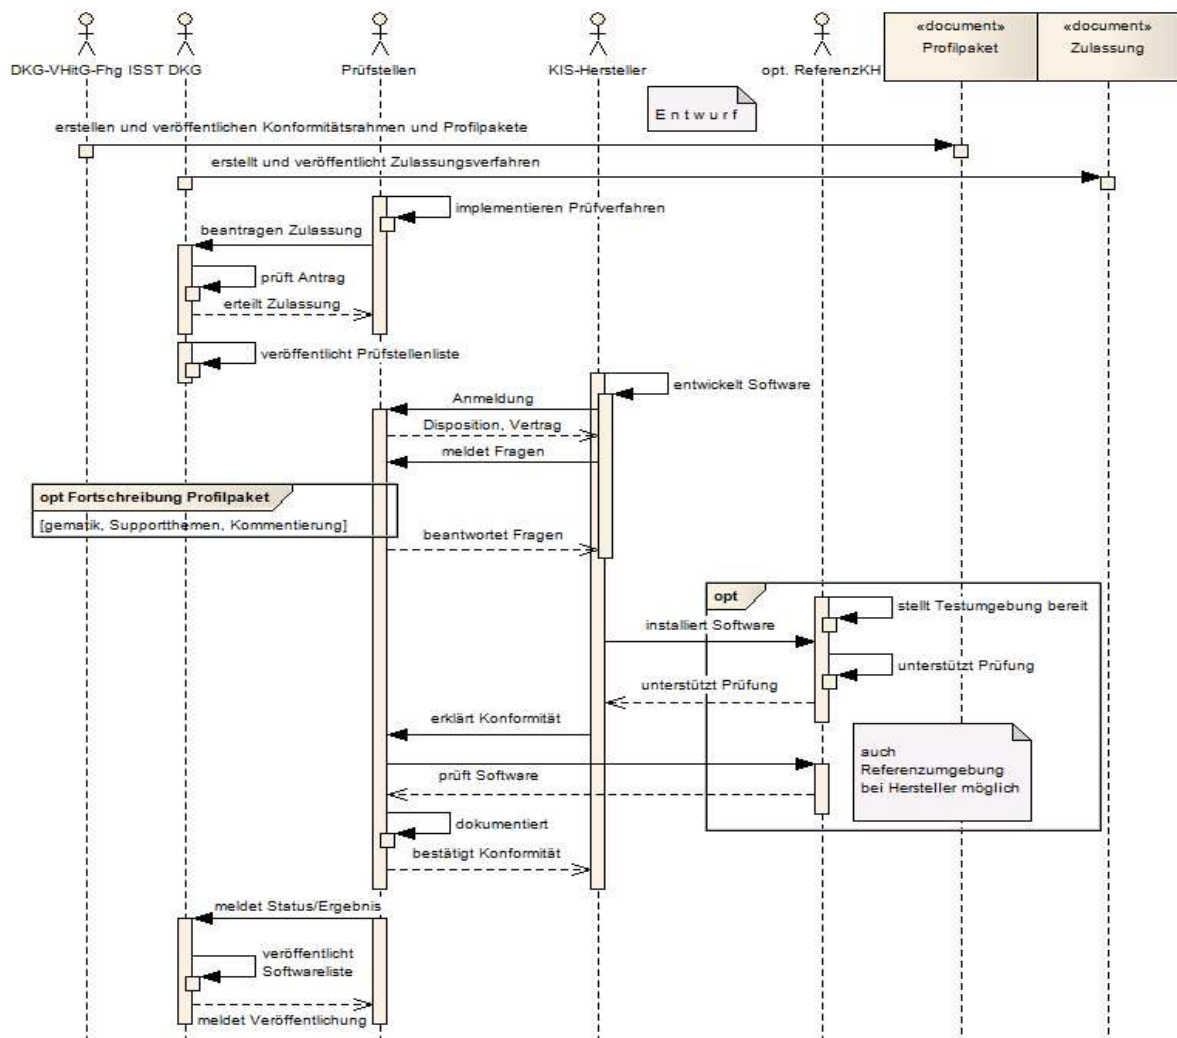 «document»
Profilpaket
«document»
Zulassung
DKG-VHitG-Fhg ISST DKG
Prüfstellen
KIS-Hersteller
opt. ReferenzKH
Entwurf
erstellen und veröffentlichen Konformitätsrahmen und Profilpakete
erstellt und veröffentlicht Zulassungsverfahren
implementieren Prüfverfahren
beantragen Zulassung
prüft Antrag
erteilt Zulassung
veröffentlicht Prüfstellenliste
entwickelt Software
Anmeldung
Disposition, Vertrag
meldet Fragen
opt Fortschreibung Profilpaket
[gematik, Supportthemen, Kommentierung]
beantwortet Fragen
opt
stellt Testumgebung bereit
installiert Software
unterstützt Prüfung
unterstützt Prüfung
erklärt Konformität
auch
Referenzumgebung
bei Hersteller möglich
prüft Software
dokumentiert
bestätigt Konformität
meldet Status/Ergebnis
veröffentlicht
Softwareliste
meldet Veröffentlichung